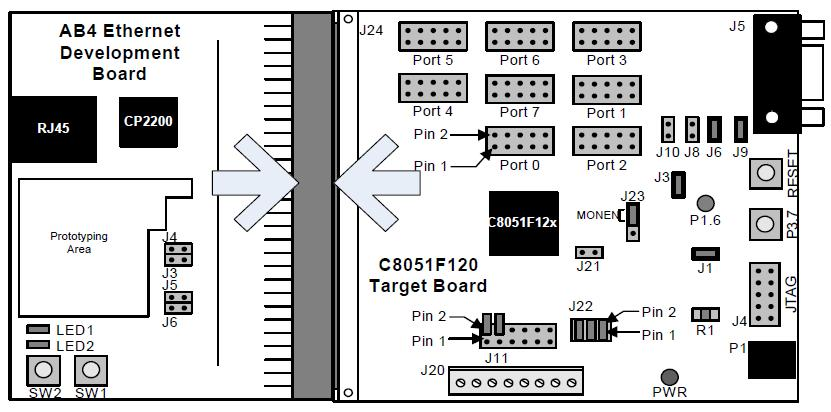 AB4 Ethernet
Development
Board
RJ45
CP2200
Prototyping
Area
J4
J3
J5
J6
LED1
LED2
SW2
SW1
J24
Port 5
Port 6
Port 3
Port 4
Port 7
Port 1
Pin 2
Pin 1
Port 0
Port 2
J5
J10
J8
J6
J9
J3
RESET
P1.6
P3.7
C8051F12x
MONEN
J23
J21
J1
C8051F120
Target Board
Pin 2
Pin 1
J11
J22
Pin 2
Pin 1
R1
J4
JTAG
P1
J20
PWR